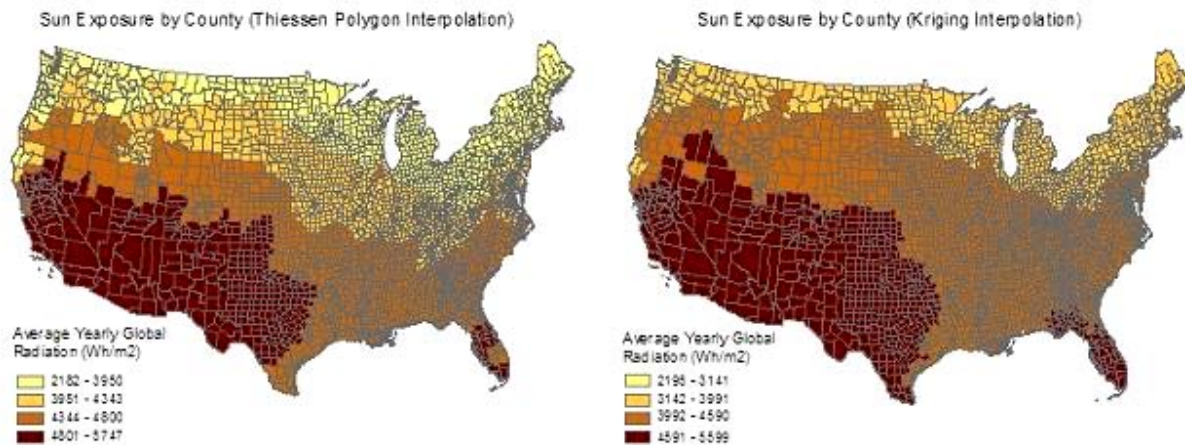 Sun Exposure by County (Thiessen Polygon Interpolation)
Average Yearly Global
Radiation (Wh/m2)
2182 - 3950
3951 - 4343
4344 - 4800
4801 - 5747
Sun Exposure by County (Kriging Interpolation)
Average Yearly Global
Radiation (Wh/m2)
2195 - 3141
3142 - 3991
3992 - 4590
4591 - 5599